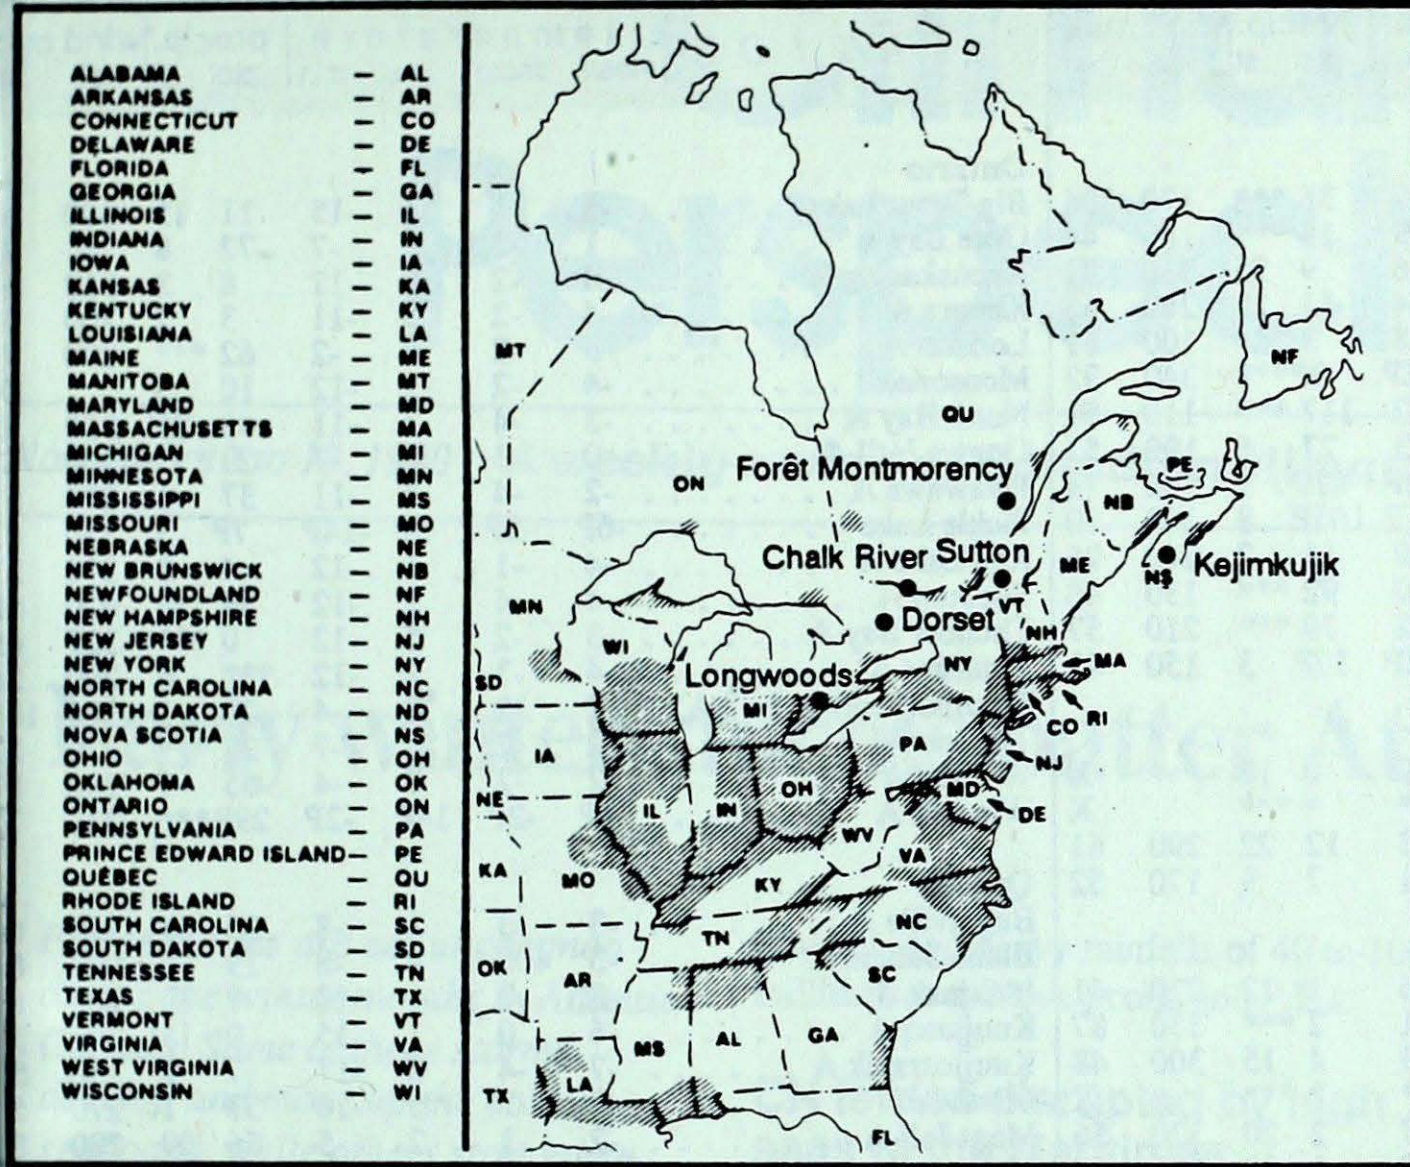 ALABAMA — AL
ARKANSAS — AR
CONNECTICUT — CO
DELAWARE — DE
FLORIDA — FL
GEORGIA — GA
ILLINOIS — IL
INDIANA — IN
IOWA — IA
KANSAS — KA
KENTUCKY — KY
LOUISIANA — LA
MAINE — ME
MANITOBA — MT
MARYLAND — MD
MASSACHUSETTS — MA
MICHIGAN — MI
MINNESOTA — MN
MISSISSIPPI — MS
MISSOURI — MO
NEBRASKA — NE
NEW BRUNSWICK — NB
NEWFOUNDLAND — NF
NEW HAMPSHIRE — NH
NEW JERSEY — NJ
NEW YORK — NY
NORTH CAROLINA — NC
NORTH DAKOTA — ND
NOVA SCOTIA — NS
OHIO — OH
OKLAHOMA — OK
ONTARIO — ON
PENNSYLVANIA — PA
PRINCE EDWARD ISLAND— PE
QUÉBEC — QU
RHODE ISLAND — RI
SOUTH CAROLINA — SC
SOUTH DAKOTA — SD
TENNESSEE — TN
TEXAS — TX
VERMONT — VT
VIRGINIA — VA
WEST VIRGINIA — WV
WISCONSIN — WI
MT
NF
QU
Forêt Montmorency
PE
ON
NB
Chalk River Sutton
Kejimkujik
ME
NS
MN
VT
Dorset
NH
WI
NY
MA
Longwoods
SD
MI
RI
CO
PA
IA
NJ
OH
MD
NE
IL
IN
DE
WV
VA
KA
MO
KY
NC
TN
OK
AR
SC
MS
AL
GA
LA
TX
FL